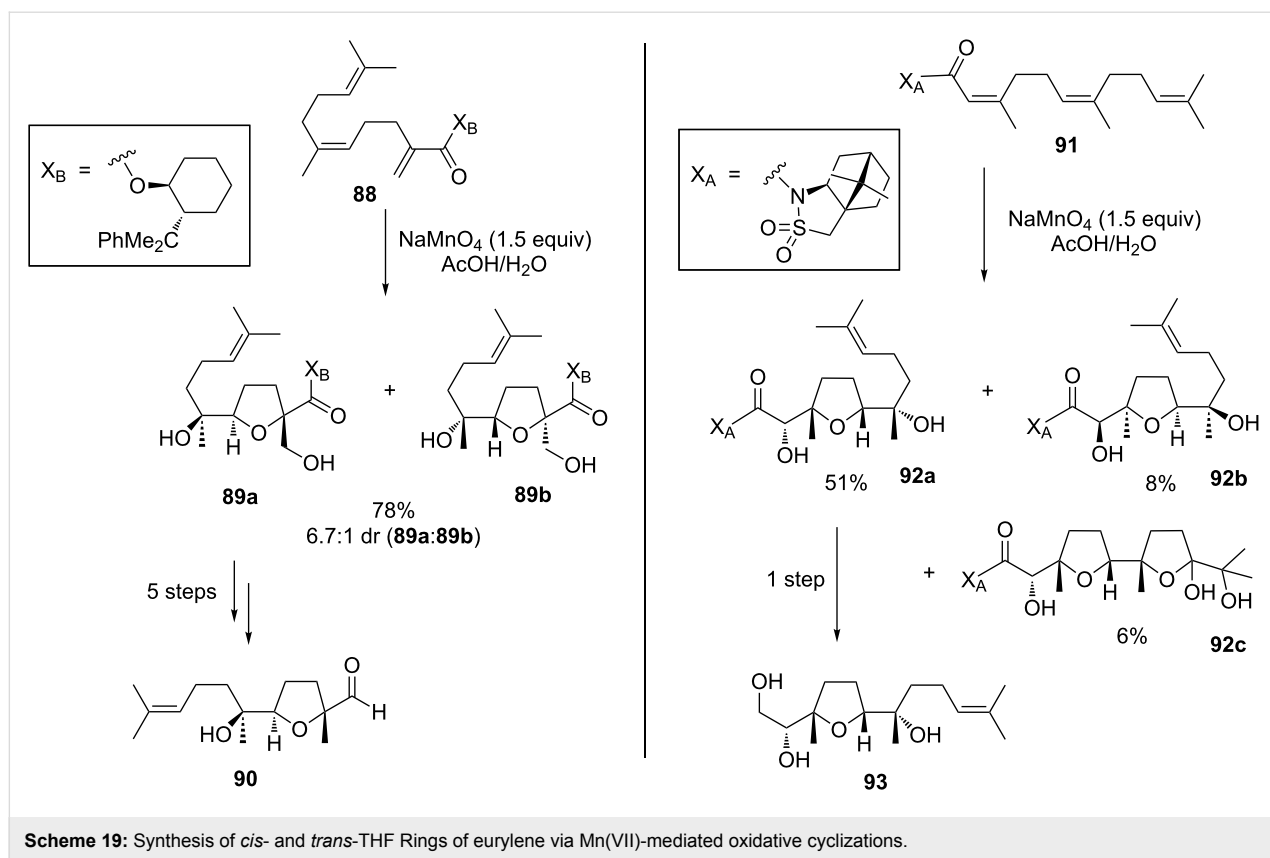 X_B =
O
PhMe2C
X_B
O
88
NaMnO4 (1.5 equiv)
AcOH/H2O
X_B
O
HO
H
O
OH
89a
+
X_B
O
HO
H
O
OH
89b
78%
6.7:1 dr (89a:89b)
5 steps
O
H
HO
H
O
90
X_A =
N
O
S
O
O
X_A
91
NaMnO4 (1.5 equiv)
AcOH/H2O
O
X_A
OH
O
H
OH
51%
92a
+
O
X_A
OH
O
H
OH
8%
92b
1 step
+
O
X_A
OH
O
H
O
OH
OH
6%
92c
OH
OH
O
H
OH
93
Scheme 19: Synthesis of cis- and trans-THF Rings of eurylene via Mn(VII)-mediated oxidative cyclizations.